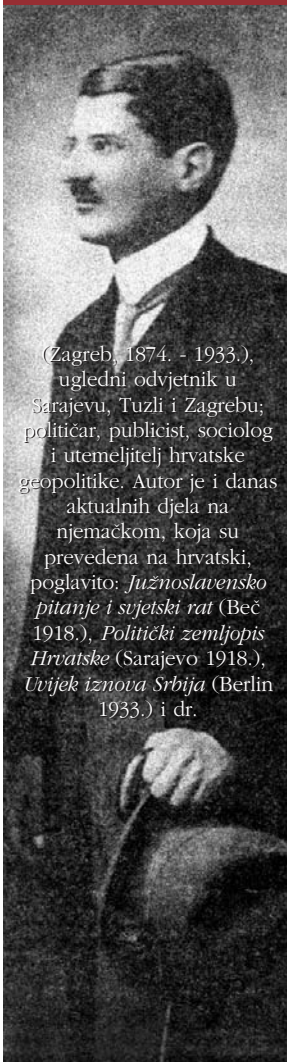 (Zagreb, 1874. - 1933.),
ugledni odvjetnik u
Sarajevu, Tuzli i Zagrebu;
političar, publicist, sociolog
i utemeljitelj hrvatske
geopolitike. Autor je i danas
aktualnih djela na
njemačkom, koja su
prevedena na hrvatski,
poglavito: Južnoslavensko
pitanje i svjetski rat (Beč
1918.), Politički zemljopis
Hrvatske (Sarajevo 1918.),
Uvijek iznova Srbija (Berlin
1933.) i dr.